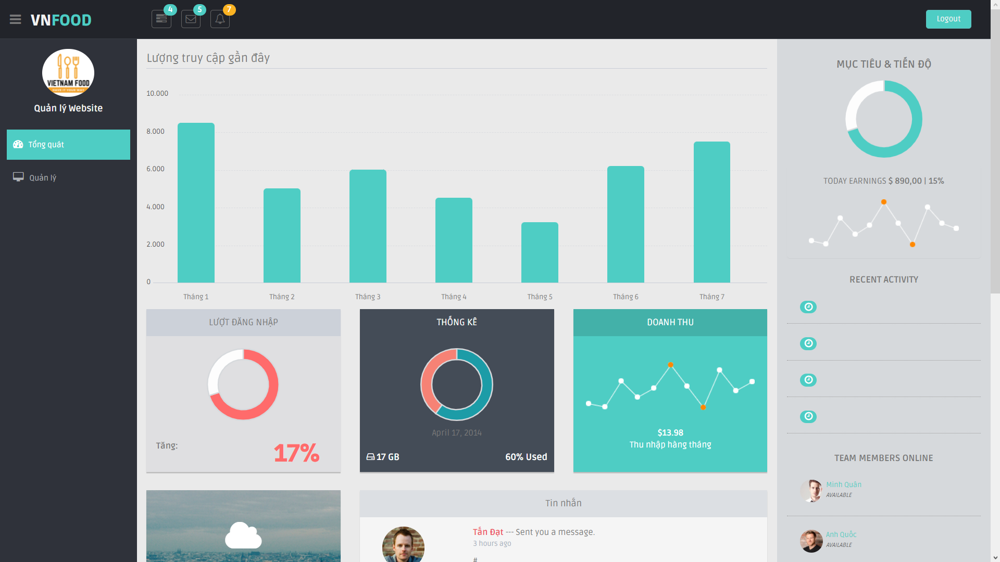 VNFOOD
4
5
7
Logout
VIETNAM FOOD
HAVE IT YOUR WAY
Quản lý Website
Tổng quát
Quản lý
Lượng truy cập gần đây
10.000
8.000
6.000
4.000
2.000
0
Tháng 1
Tháng 2
Tháng 3
Tháng 4
Tháng 5
Tháng 6
Tháng 7
LƯỢT ĐĂNG NHẬP
Tăng:
17%
THỐNG KÊ
April 17, 2014
17 GB
60% Used
DOANH THU
$13.98
Thu nhập hàng tháng
Tin nhắn
Tấn Đạt --- Sent you a message.
3 hours ago
#
MỤC TIÊU & TIẾN ĐỘ
TODAY EARNINGS $ 890,00 | 15%
RECENT ACTIVITY
TEAM MEMBERS ONLINE
Minh Quân
AVAILABLE
Anh Quốc
AVAILABLE